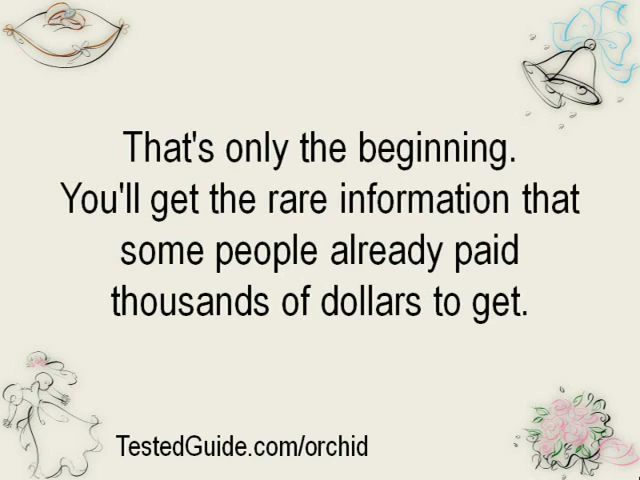 That's only the beginning.
You'll get the rare information that
some people already paid
thousands of dollars to get.
TestedGuide.com/orchid